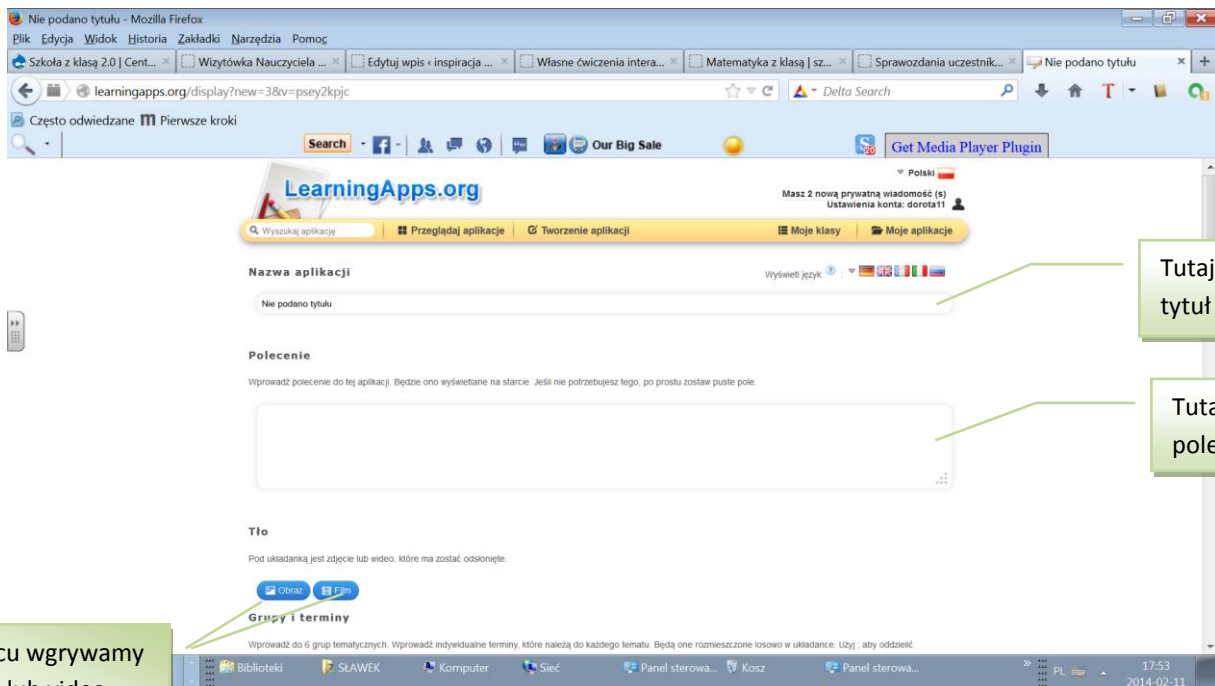 Nie podano tytułu - Mozilla Firefox
Plik Edycja Widok Historia Zakładki Narzędzia Pomoc
Szkoła z klasą 2.0 | Cent... Wizytówka Nauczyciela ... Edytuj wpis ‹ inspiracja ... Własne ćwiczenia intera... Matematyka z klasą | sz... Sprawozdania uczestnik... Nie podano tytułu
learningapps.org/display?new=38&v=psey2kpjc Delta Search
Często odwiedzane Pierwsze kroki
Search Our Big Sale Get Media Player Plugin
Polski
LearningApps.org
Masz 2 nową prywatną wiadomość (s)
Ustawienia konta: dorota11
Wyszukaj aplikację Przeglądaj aplikacje Tworzenie aplikacji Moje klasy Moje aplikacje
Nazwa aplikacji Wyświetl język ? :
Nie podano tytułu
Tutaj
tytuł
Polecenie
Wprowadź polecenie do tej aplikacji. Będzie ono wyświetlane na starcie. Jeśli nie potrzebujesz tego, po prostu zostaw puste pole.
Tuta
pole
Tło
Pod układanką jest zdjęcie lub wideo, które ma zostać odsłonięte.
Obraz Film
Grupy i terminy
Wprowadź do 6 grup tematycznych. Wprowadź indywidualne terminy, które należą do każdego tematu. Będą one rozmieszczone losowo w układance. Użyj ; aby oddzielić
cu wgrywamy
lub video
Biblioteki SŁAWEK Komputer Sieć Panel sterowa... Kosz Panel sterowa... PL 17:53
2014-02-11